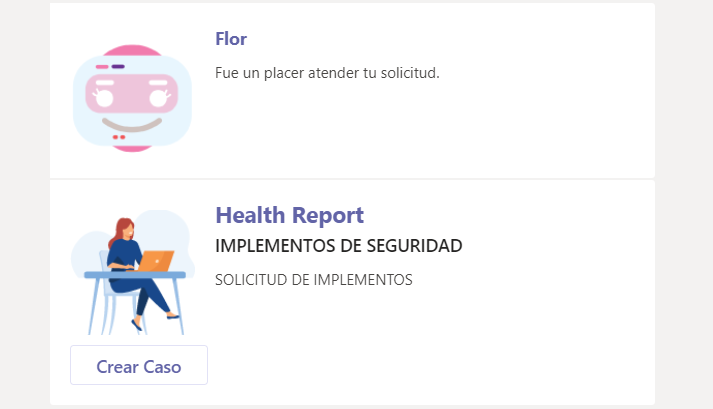 Flor
Fue un placer atender tu solicitud.
Health Report
IMPLEMENTOS DE SEGURIDAD
SOLICITUD DE IMPLEMENTOS
Crear Caso